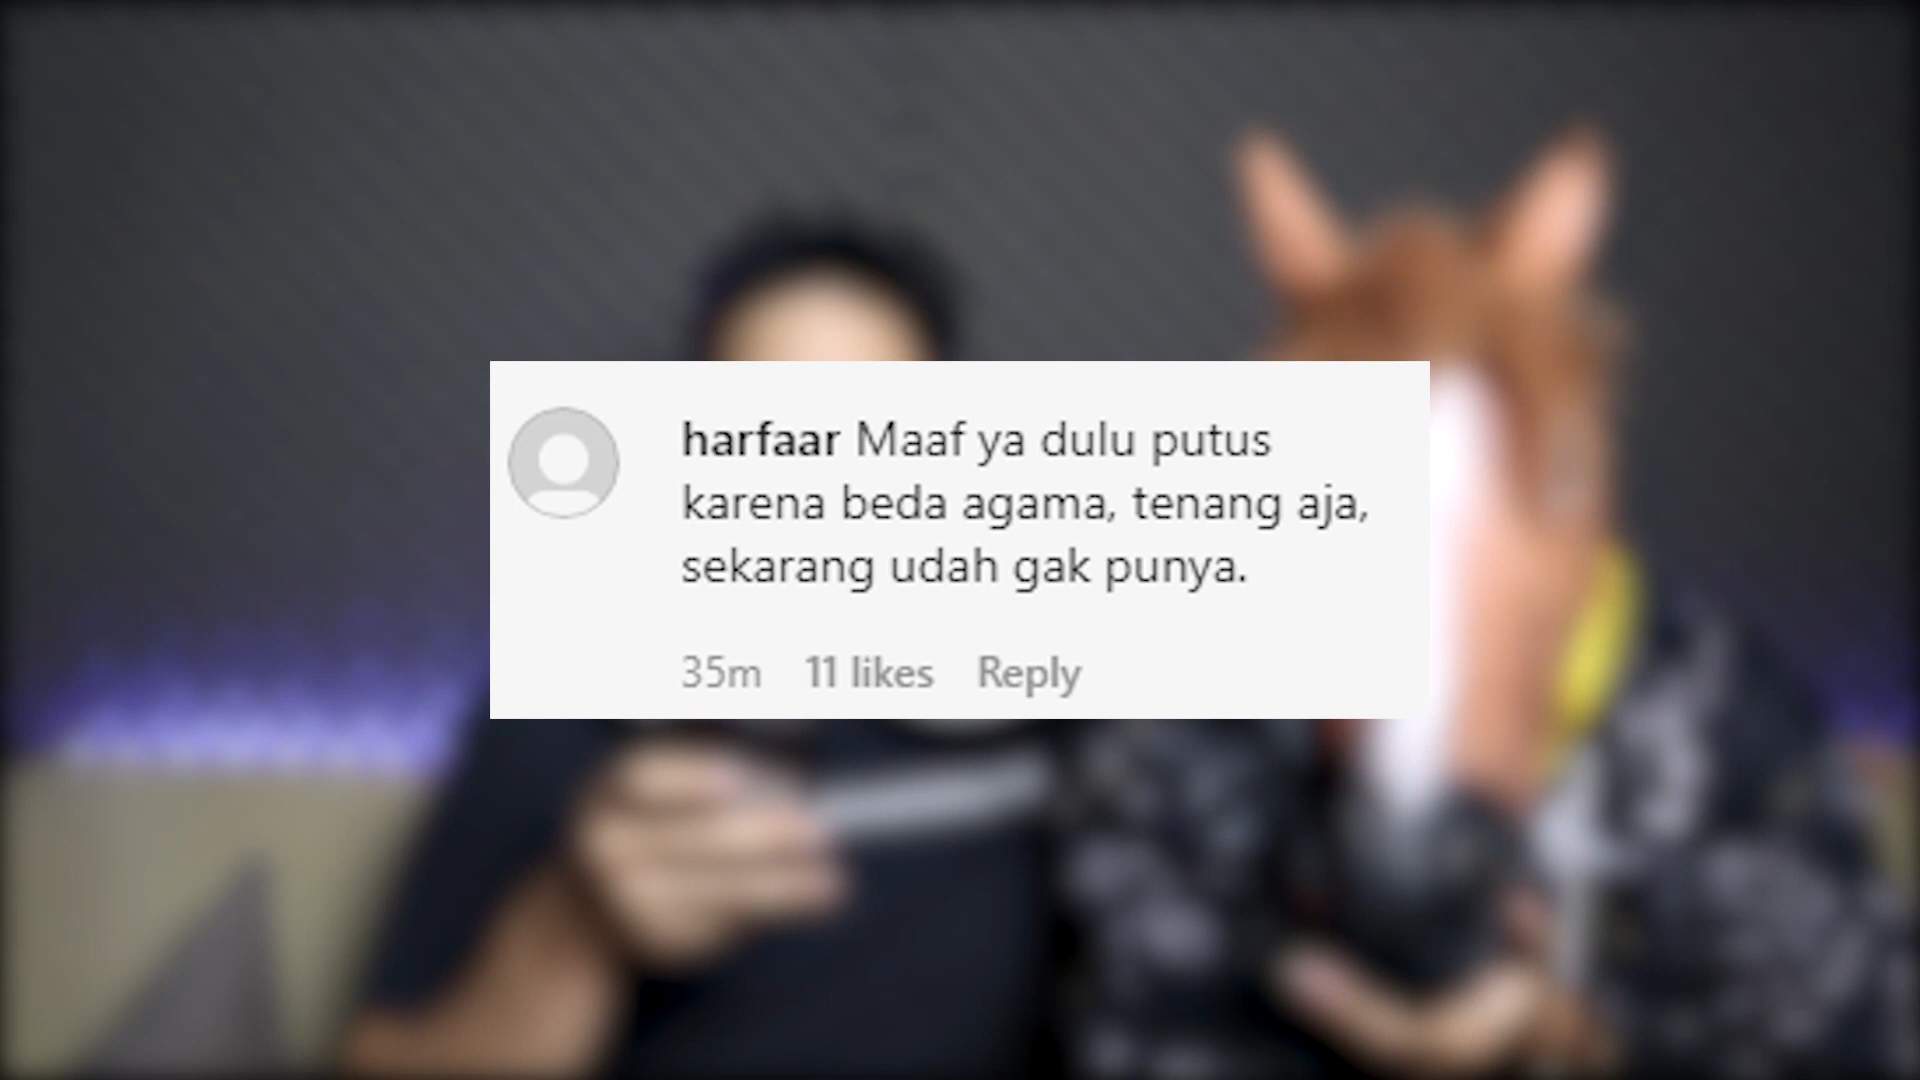 harfaar Maaf ya dulu putus
karena beda agama, tenang aja,
sekarang udah gak punya.
35m 11 likes Reply